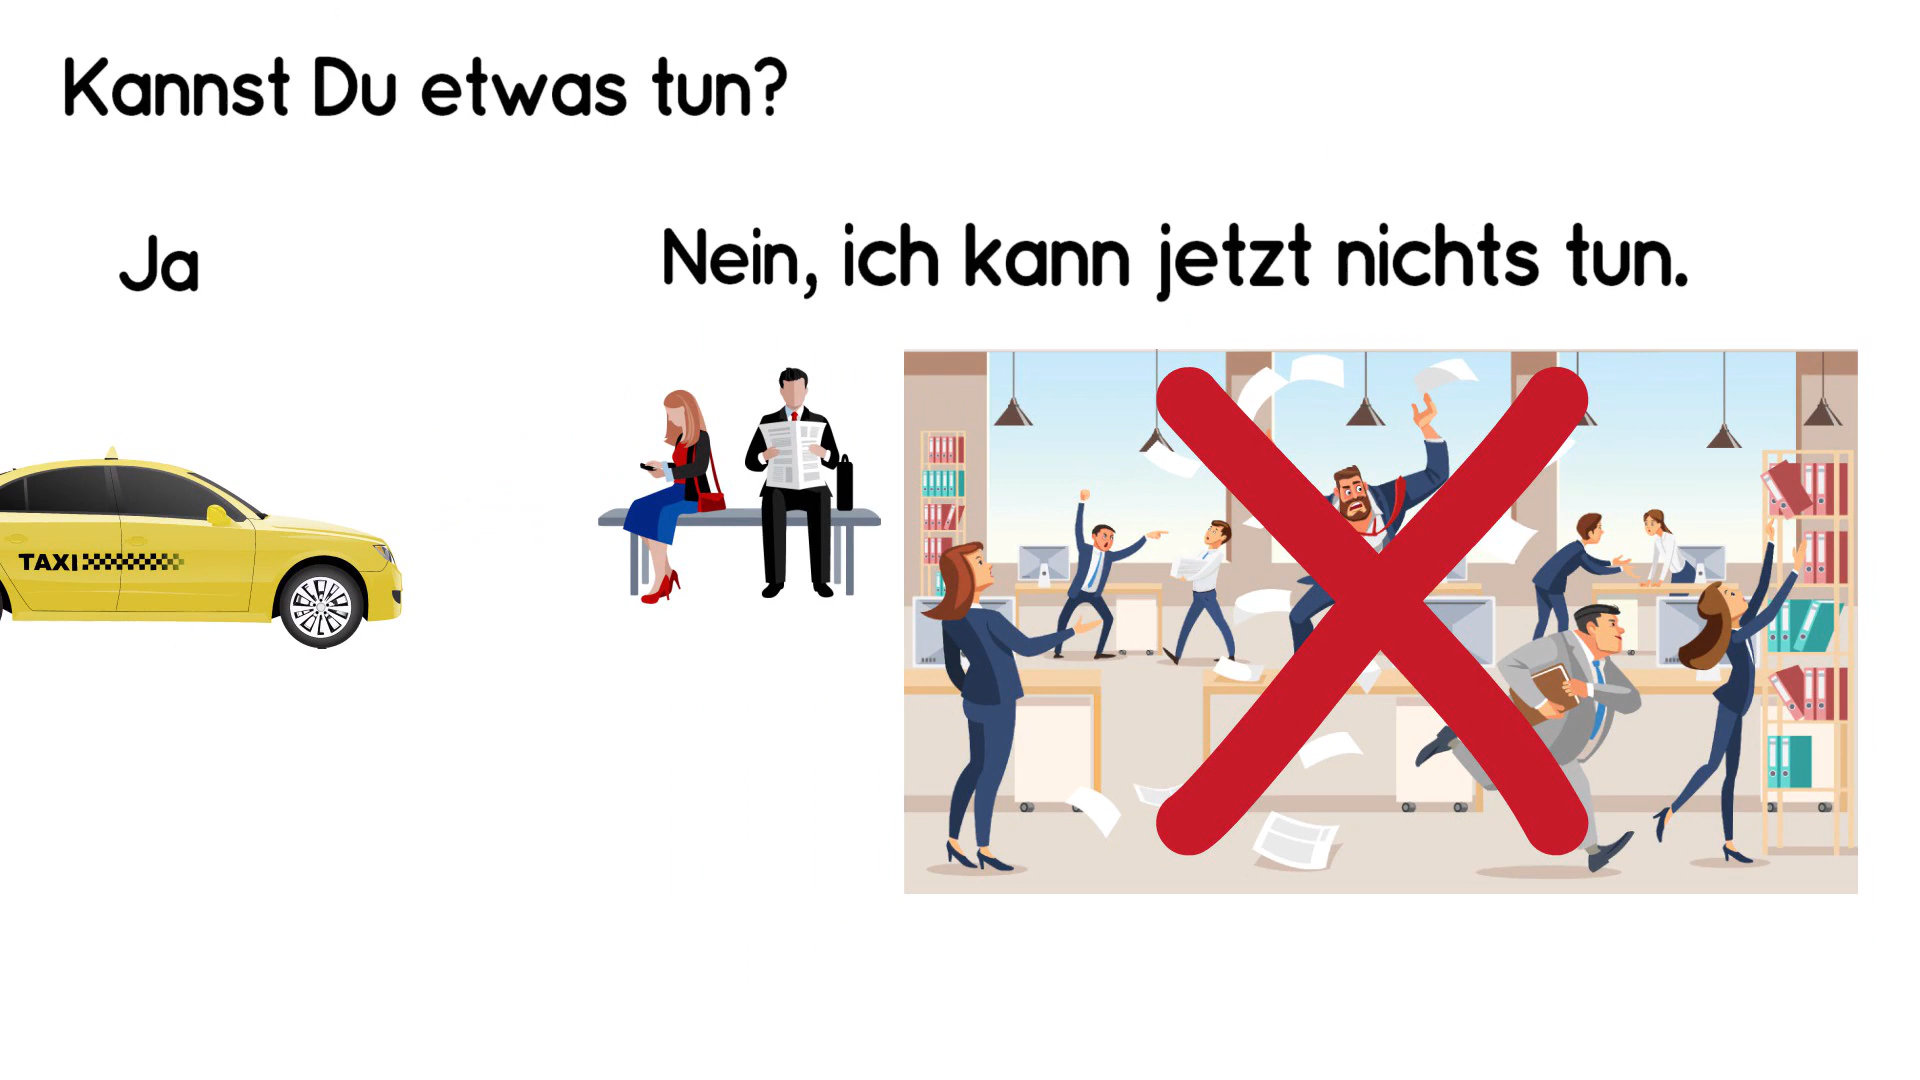 Kannst Du etwas tun?
Ja
Nein, ich kann jetzt nichts tun.
TAXI